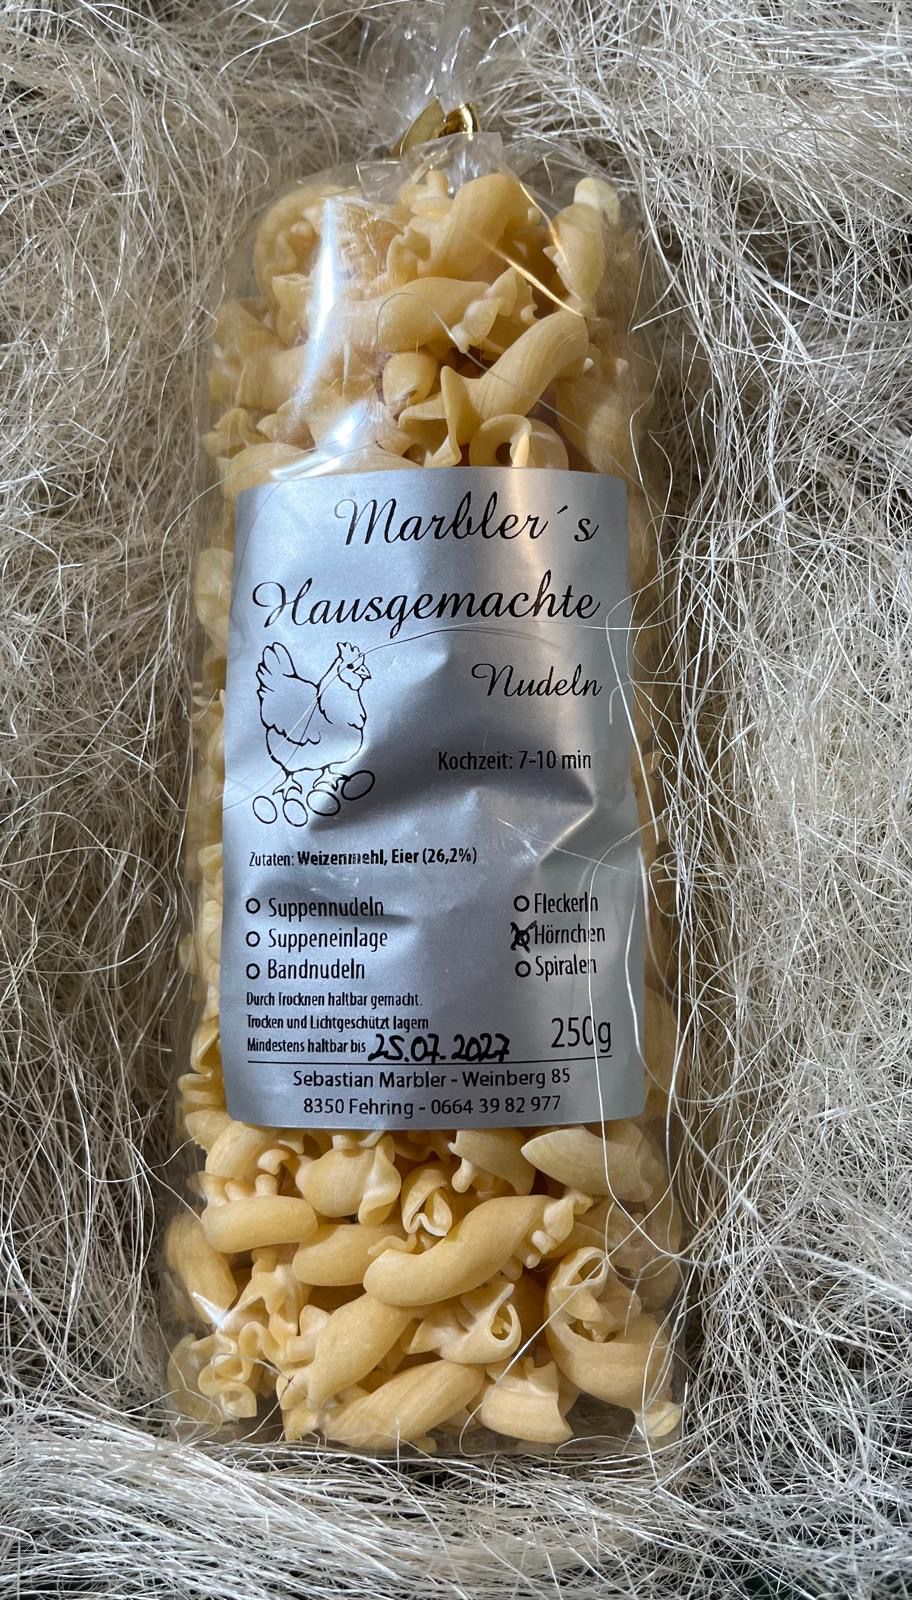 Marbler´s
Hausgemachte
Nudeln
Kochzeit: 7-10 min
Zutaten: Weizenmehl, Eier (26,2%)
O Suppennudeln
O Fleckerln
O Suppeneinlage
X Hörnchen
O Bandnudeln
O Spiralen
Durch Trocknen haltbar gemacht.
Trocken und Lichtgeschützt lagern
Mindestens haltbar bis 25.07.2027
250g
Sebastian Marbler - Weinberg 85
8350 Fehring - 0664 39 82 977